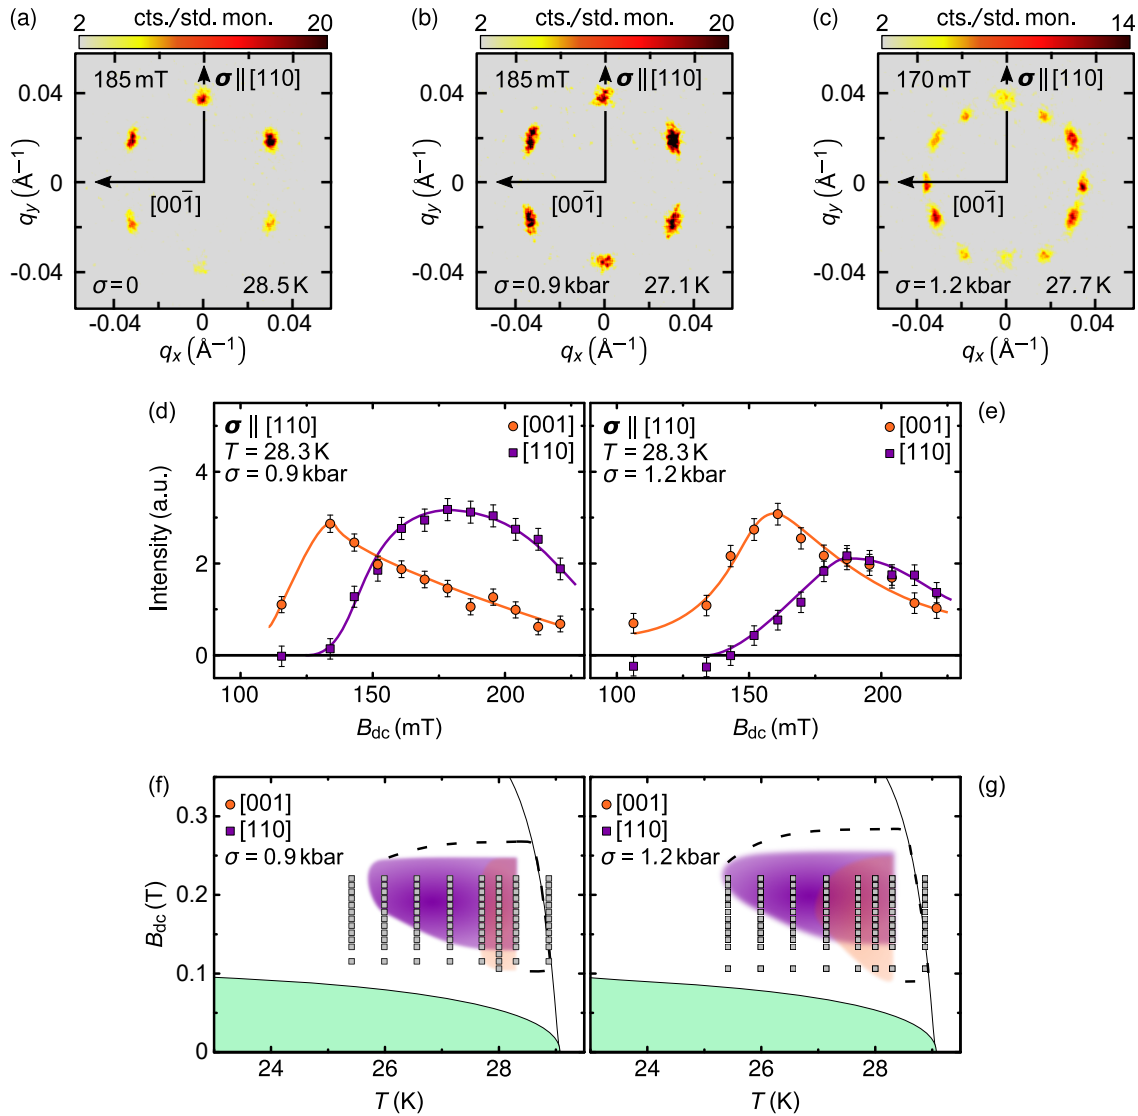 (a) 2 cts./std. mon. 20
185 mT σ || [110]
0.04
0
-0.04
q_y (Å⁻¹)
[001̄]
σ = 0 28.5 K
-0.04 0 0.04
q_x (Å⁻¹)
(b) 2 cts./std. mon. 20
185 mT σ || [110]
0.04
0
-0.04
q_y (Å⁻¹)
[001̄]
σ = 0.9 kbar 27.1 K
-0.04 0 0.04
q_x (Å⁻¹)
(c) 2 cts./std. mon. 14
170 mT σ || [110]
0.04
0
-0.04
q_y (Å⁻¹)
[001̄]
σ = 1.2 kbar 27.7 K
-0.04 0 0.04
q_x (Å⁻¹)
(d)
σ || [110]
T = 28.3 K
σ = 0.9 kbar
[001]
[110]
4
2
0
Intensity (a.u.)
100 150 200
B_dc (mT)
(e)
σ || [110]
T = 28.3 K
σ = 1.2 kbar
[001]
[110]
100 150 200
B_dc (mT)
(f)
[001]
[110]
σ = 0.9 kbar
0.3
0.2
0.1
0
B_dc (T)
24 26 28
T (K)
(g)
[001]
[110]
σ = 1.2 kbar
24 26 28
T (K)